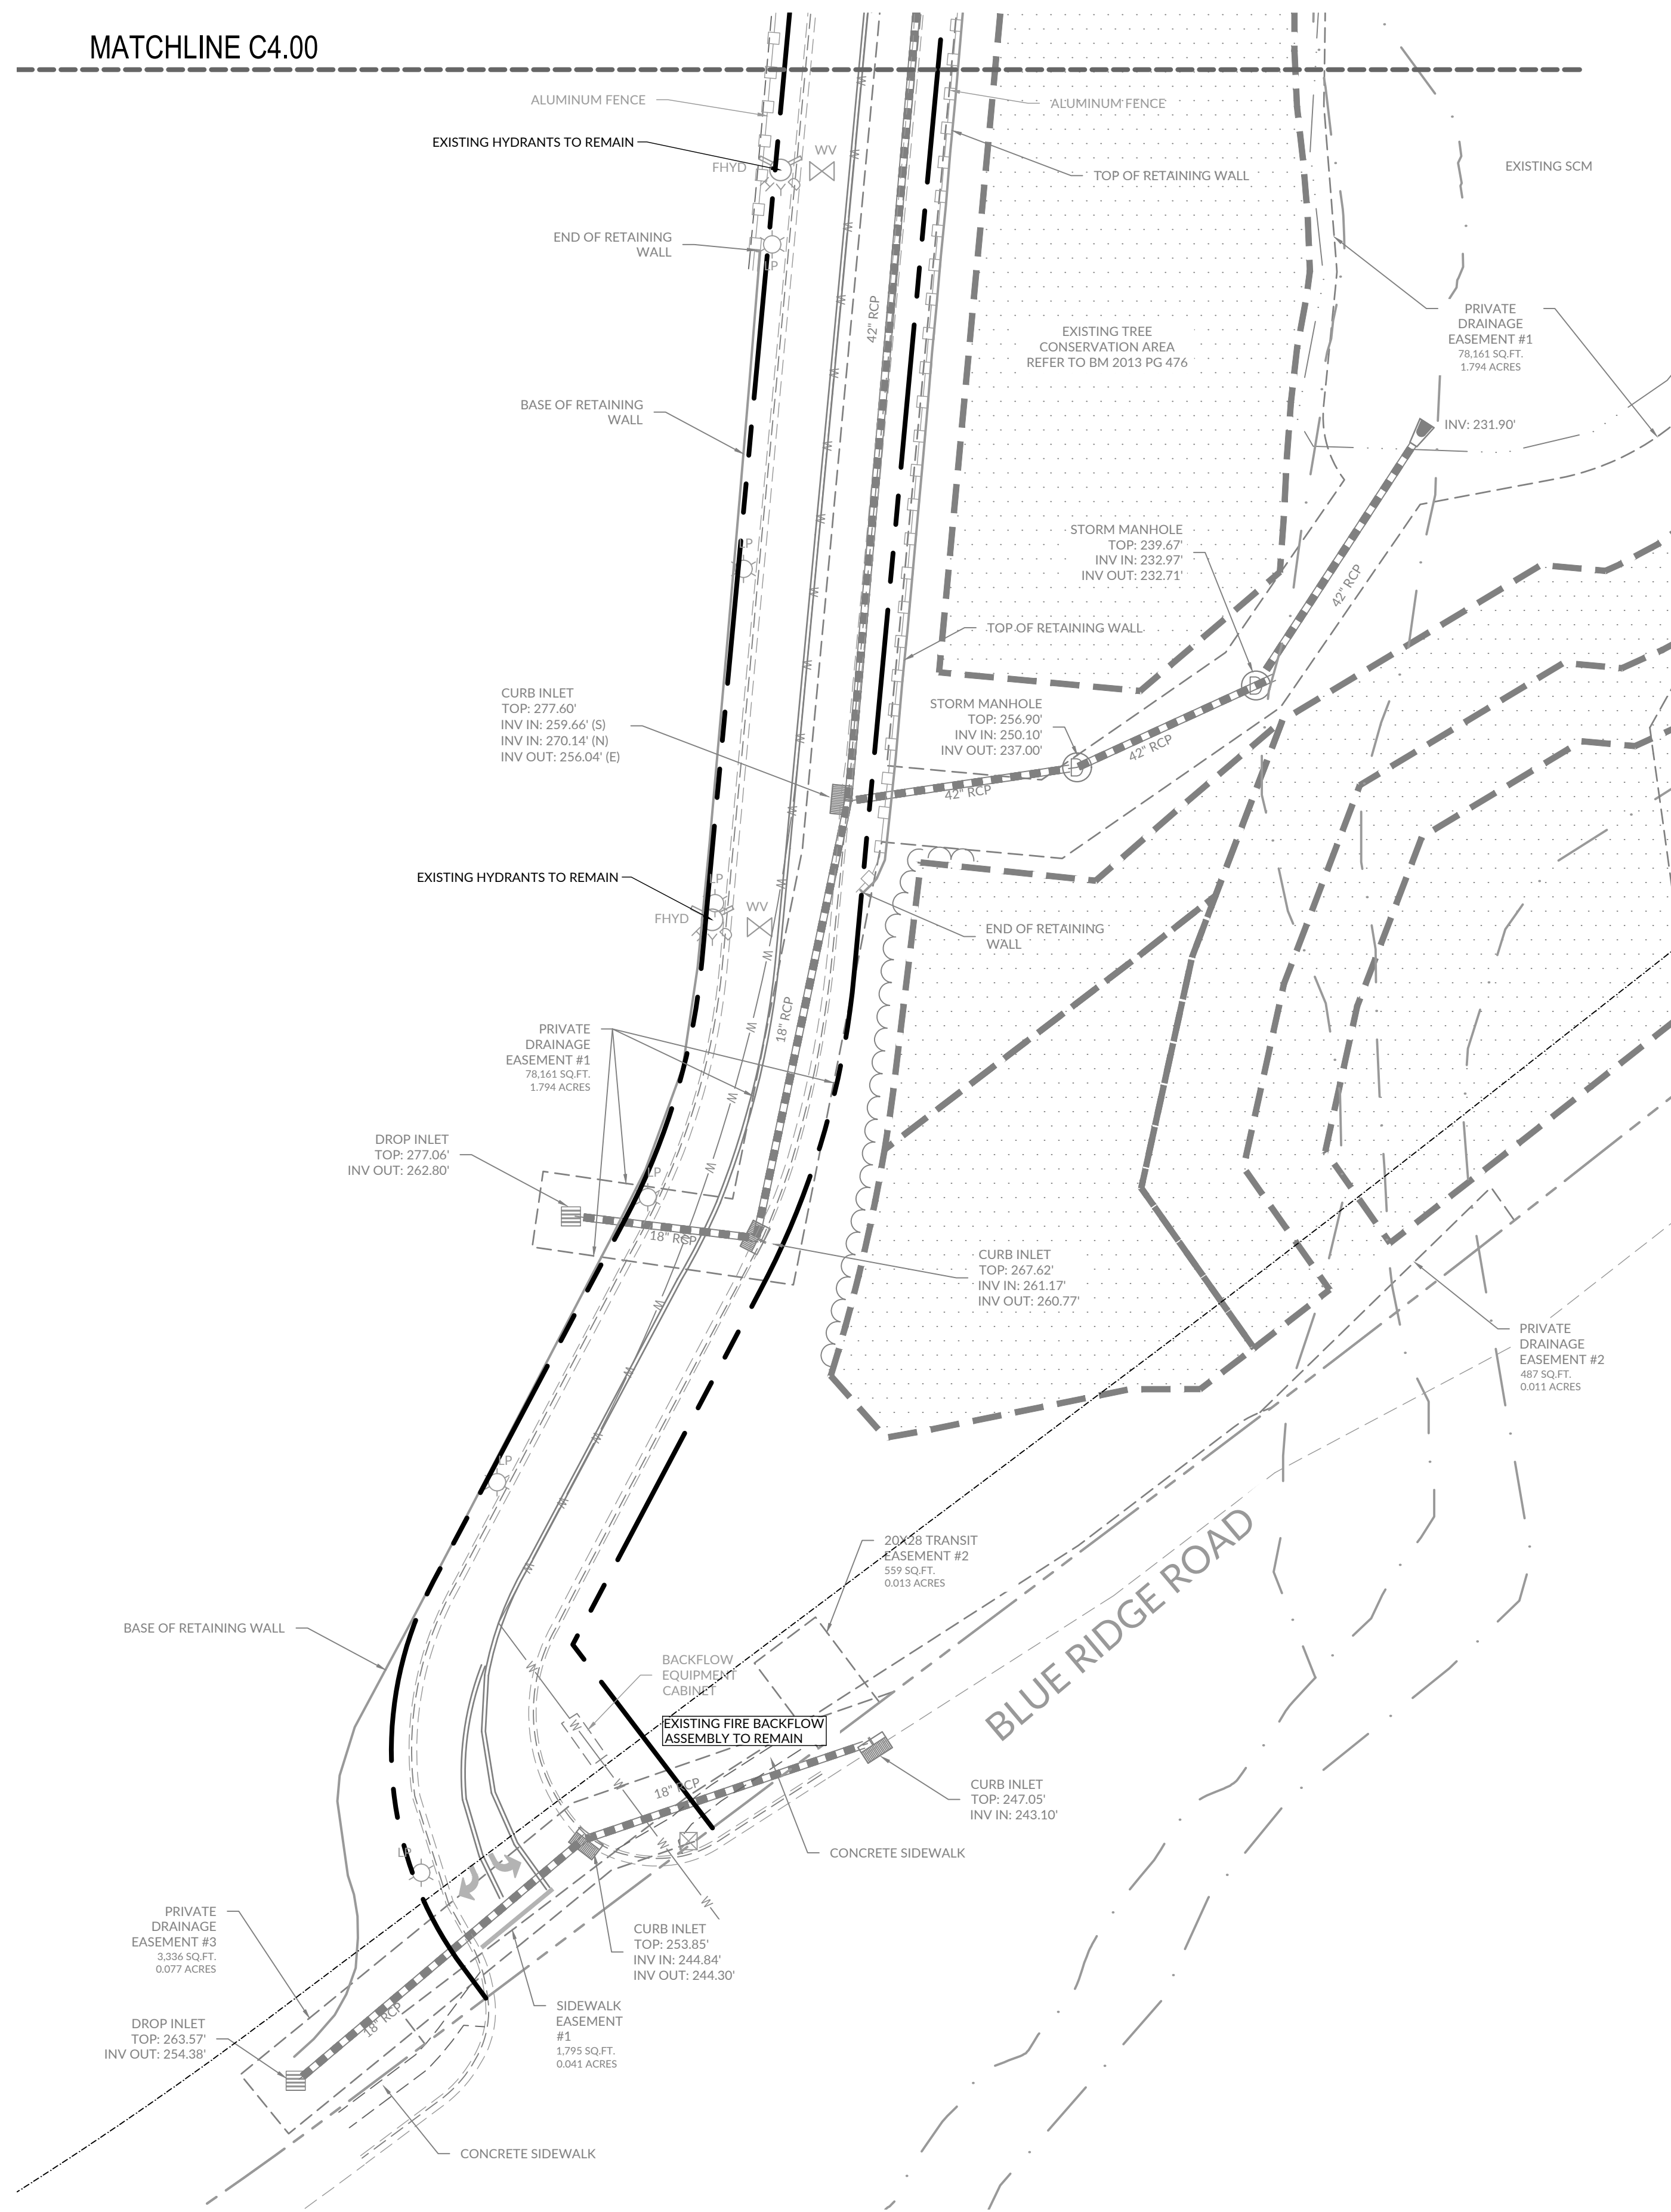 MATCHLINE C4.00
ALUMINUM FENCE
ALUMINUM FENCE
EXISTING HYDRANTS TO REMAIN
WV
FHYD
TOP OF RETAINING WALL
EXISTING SCM
END OF RETAINING
WALL
LP
42" RCP
EXISTING TREE
CONSERVATION AREA
REFER TO BM 2013 PG 476
PRIVATE
DRAINAGE
EASEMENT #1
78,161 SQ.FT.
1.794 ACRES
BASE OF RETAINING
WALL
INV: 231.90'
LP
STORM MANHOLE
TOP: 239.67'
INV IN: 232.97'
INV OUT: 232.71'
42" RCP
TOP OF RETAINING WALL
CURB INLET
TOP: 277.60'
INV IN: 259.66' (S)
INV IN: 270.14' (N)
INV OUT: 256.04' (E)
STORM MANHOLE
TOP: 256.90'
INV IN: 250.10'
INV OUT: 237.00'
D
D
42" RCP
42" RCP
EXISTING HYDRANTS TO REMAIN
LP
WV
FHYD
END OF RETAINING
WALL
18" RCP
PRIVATE
DRAINAGE
EASEMENT #1
78,161 SQ.FT.
1.794 ACRES
DROP INLET
TOP: 277.06'
INV OUT: 262.80'
LP
18" RCP
CURB INLET
TOP: 267.62'
INV IN: 261.17'
INV OUT: 260.77'
PRIVATE
DRAINAGE
EASEMENT #2
487 SQ.FT.
0.011 ACRES
LP
20X28 TRANSIT
EASEMENT #2
559 SQ.FT.
0.013 ACRES
BLUE RIDGE ROAD
BASE OF RETAINING WALL
BACKFLOW
EQUIPMENT
CABINET
EXISTING FIRE BACKFLOW
ASSEMBLY TO REMAIN
18" RCP
CURB INLET
TOP: 247.05'
INV IN: 243.10'
CONCRETE SIDEWALK
LP
PRIVATE
DRAINAGE
EASEMENT #3
3,336 SQ.FT.
0.077 ACRES
CURB INLET
TOP: 253.85'
INV IN: 244.84'
INV OUT: 244.30'
SIDEWALK
EASEMENT
#1
1,795 SQ.FT.
0.041 ACRES
18" RCP
DROP INLET
TOP: 263.57'
INV OUT: 254.38'
CONCRETE SIDEWALK